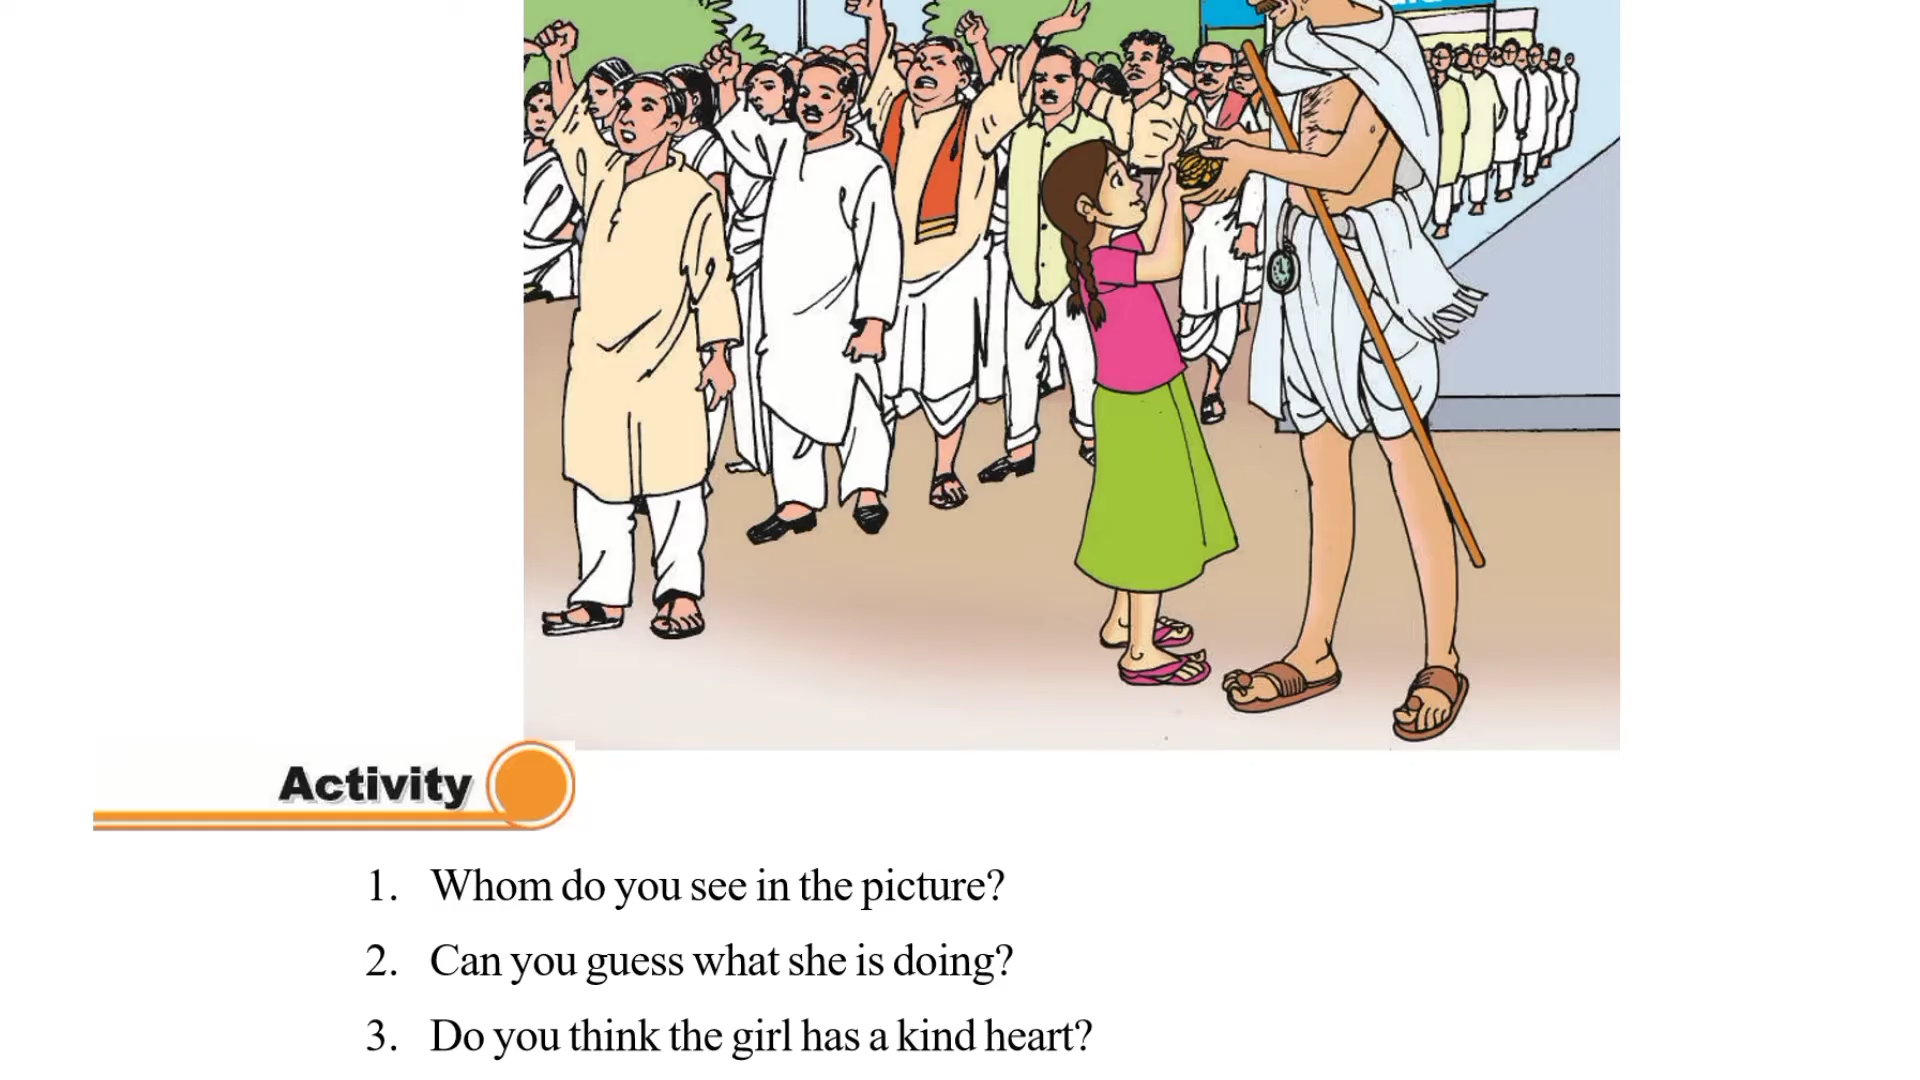 Activity
1. Whom do you see in the picture?
2. Can you guess what she is doing?
3. Do you think the girl has a kind heart?